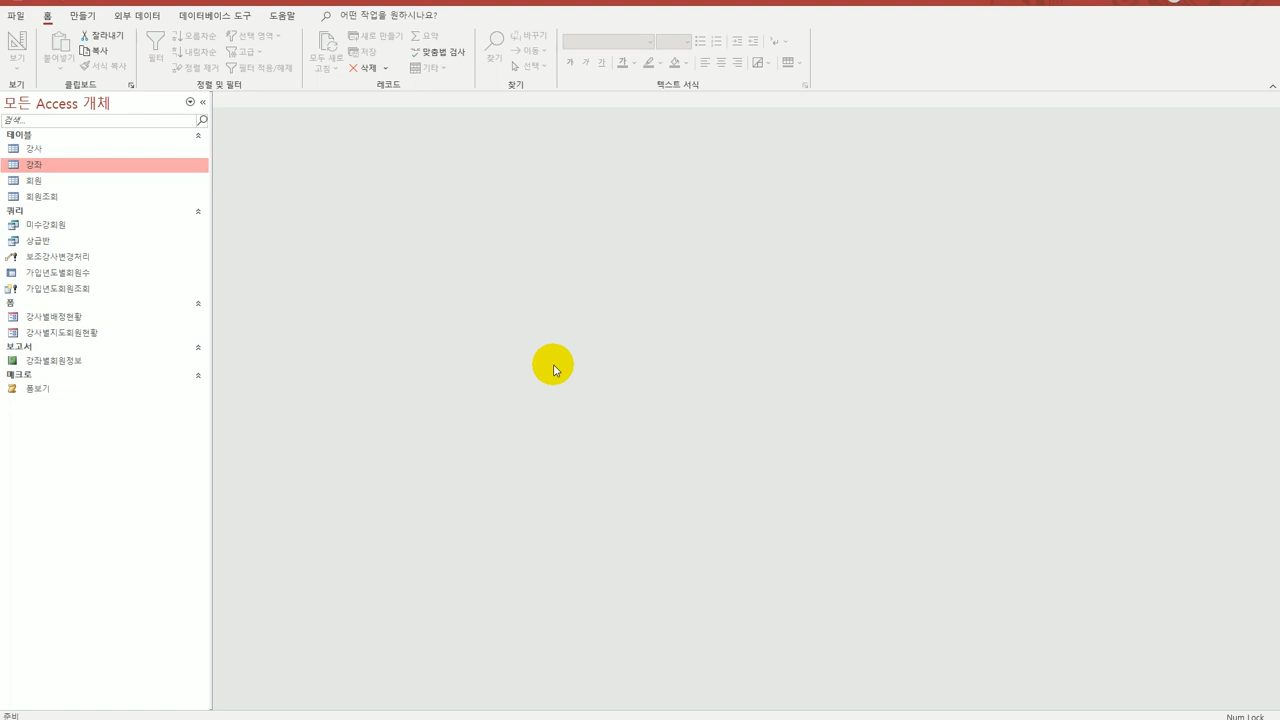 파일 홈 만들기 외부 데이터 데이터베이스 도구 도움말 어떤 작업을 원하시나요?
보기
보기
붙여넣기
잘라내기
복사
서식 복사
클립보드
필터
오름차순
내림차순
정렬 제거
선택 영역
고급
필터 적용/해제
정렬 및 필터
모두 새로
고침
새로 만들기
저장
삭제
요약
맞춤법 검사
기타
레코드
찾기
바꾸기
이동
선택
찾기
가 가 가 가
텍스트 서식
모든 Access 개체
검색...
테이블
강사
강좌
회원
회원조회
쿼리
미수강회원
상급반
보조강사변경처리
가입년도별회원수
가입년도회원조회
폼
강사별배정현황
강사별지도회원현황
보고서
강좌별회원정보
매크로
폼보기
준비
Num Lock